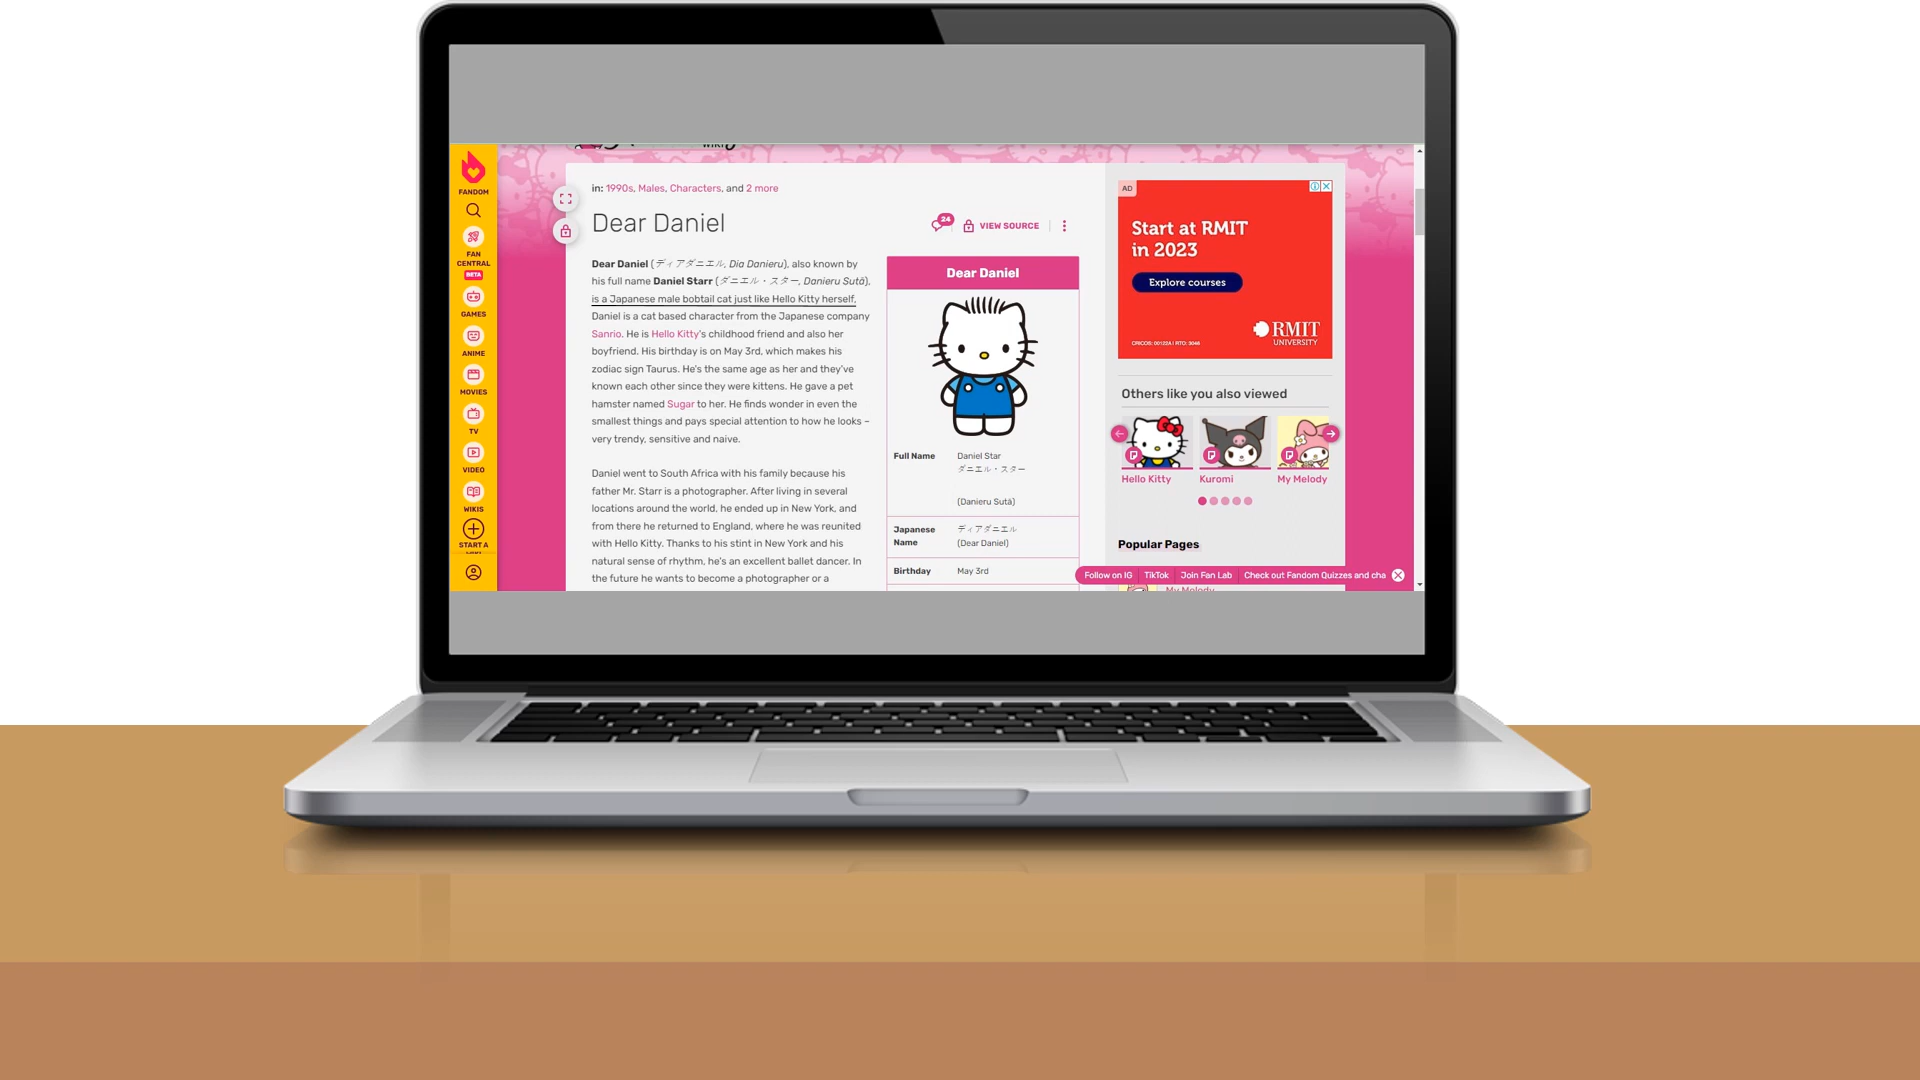 WIKI
FANDOM
FAN
CENTRAL
BETA
GAMES
ANIME
MOVIES
TV
VIDEO
WIKIS
START A
in: 1990s, Males, Characters, and 2 more
Dear Daniel
24
VIEW SOURCE
Dear Daniel (ディアダニエル, Dia Danieru), also known by
his full name Daniel Starr (ダニエル・スター, Danieru Sutā),
is a Japanese male bobtail cat just like Hello Kitty herself,
Daniel is a cat based character from the Japanese company
Sanrio. He is Hello Kitty's childhood friend and also her
boyfriend. His birthday is on May 3rd, which makes his
zodiac sign Taurus. He's the same age as her and they've
known each other since they were kittens. He gave a pet
hamster named Sugar to her. He finds wonder in even the
smallest things and pays special attention to how he looks –
very trendy, sensitive and naive.
Daniel went to South Africa with his family because his
father Mr. Starr is a photographer. After living in several
locations around the world, he ended up in New York, and
from there he returned to England, where he was reunited
with Hello Kitty. Thanks to his stint in New York and his
natural sense of rhythm, he's an excellent ballet dancer. In
the future he wants to become a photographer or a
Dear Daniel
Full Name
Daniel Star
ダニエル・スター
(Danieru Sutā)
Japanese
Name
ディアダニエル
(Dear Daniel)
Birthday
May 3rd
AD
Start at RMIT
in 2023
Explore courses
RMIT
UNIVERSITY
CRICOS: 00122A | RTO: 3046
Others like you also viewed
Hello Kitty
Kuromi
My Melody
Popular Pages
Follow on IG
TikTok
Join Fan Lab
Check out Fandom Quizzes and cha
My Melody